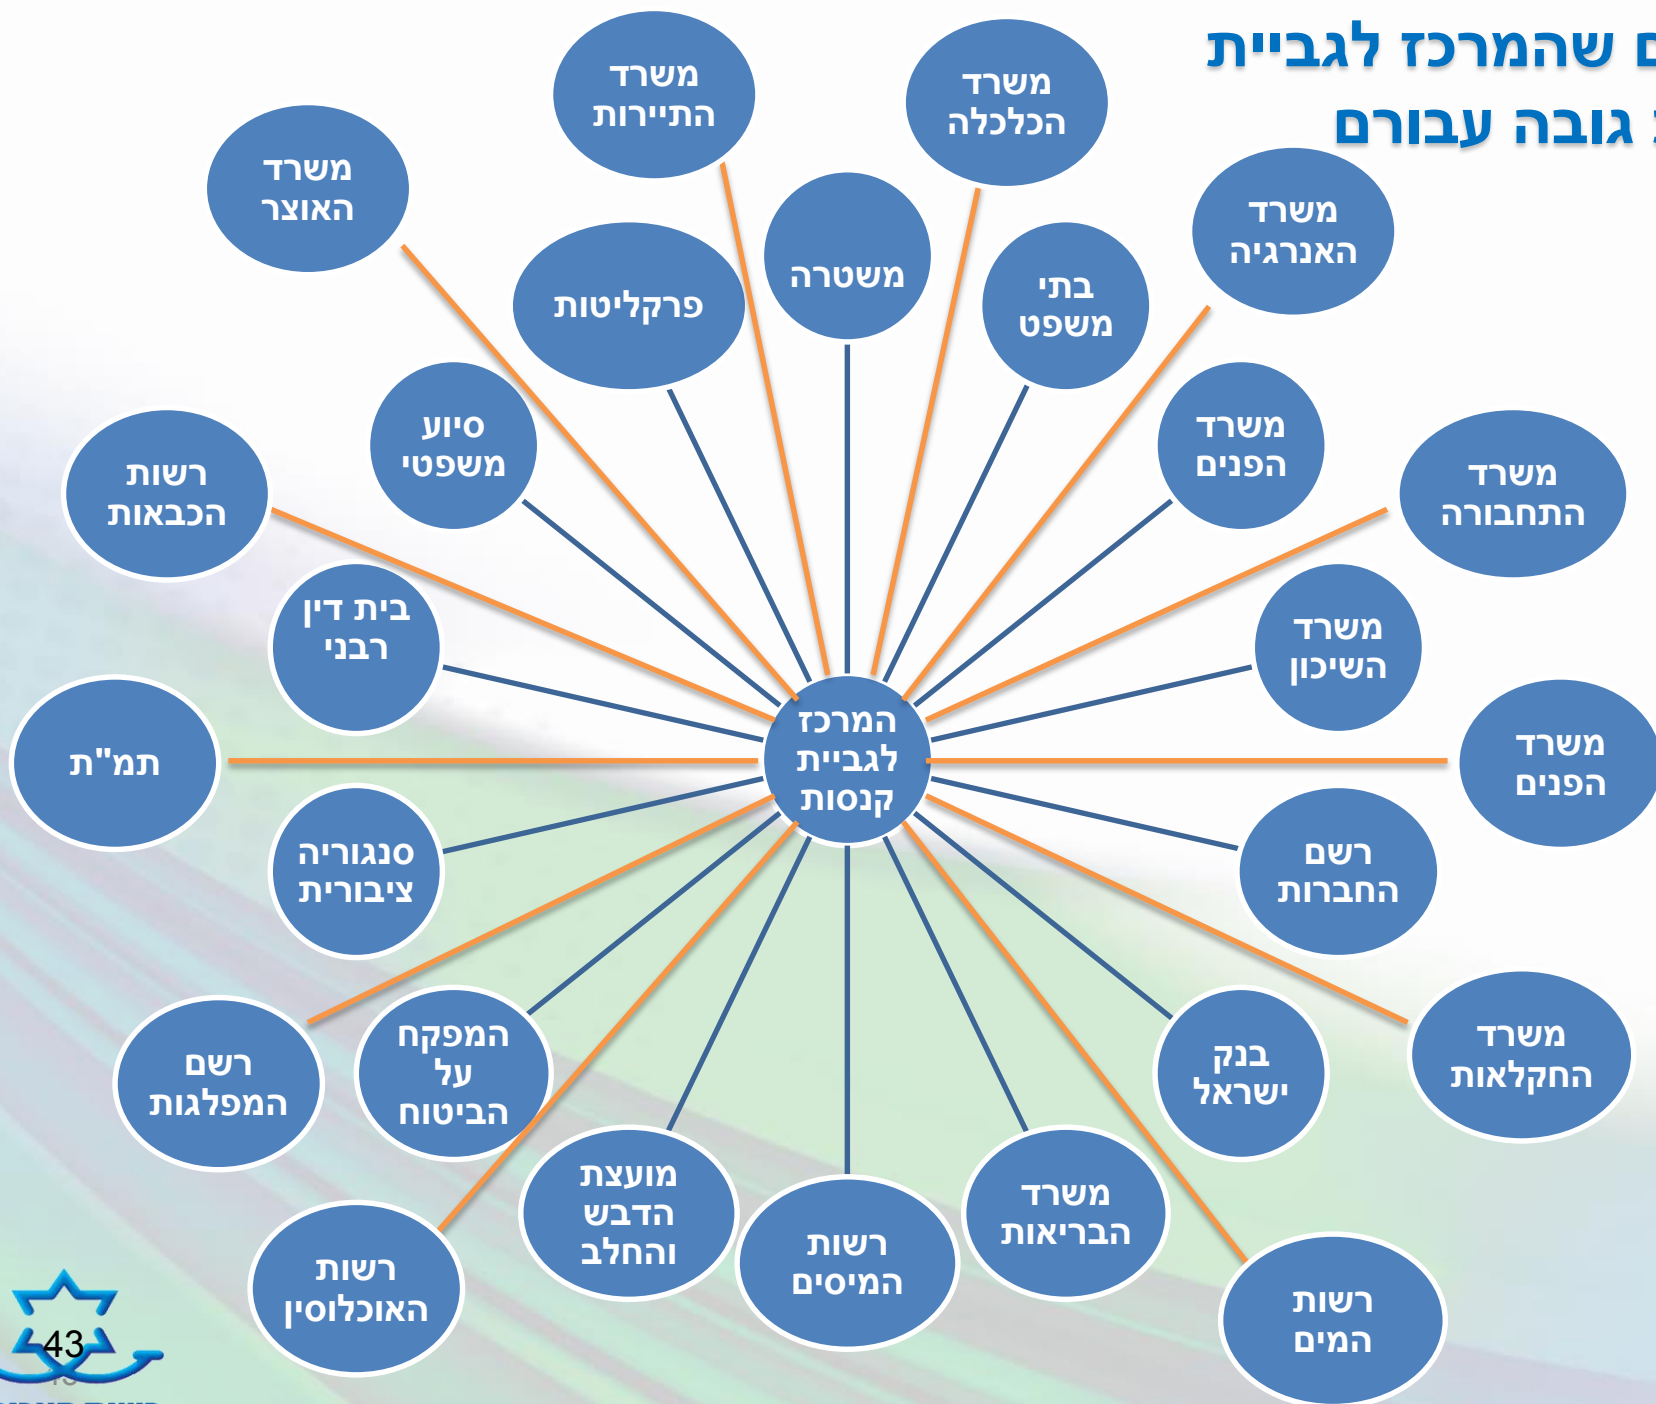 שהמרכז לגביית
גובה עבורם
משרד
הכלכלה
משרד
התיירות
משרד
האוצר
משרד
האנרגיה
משטרה
בתי
משפט
פרקליטות
משרד
הפנים
סיוע
משפטי
משרד
התחבורה
רשות
הכבאות
משרד
השיכון
בית דין
רבני
משרד
הפנים
המרכז
לגביית
קנסות
תמ"ת
רשם
החברות
סנגוריה
ציבורית
משרד
החקלאות
בנק
ישראל
המפקח
על
הביטוח
רשם
המפלגות
משרד
הבריאות
מועצת
הדבש
והחלב
רשות
המיסים
רשות
האוכלוסין
רשות
המים
43